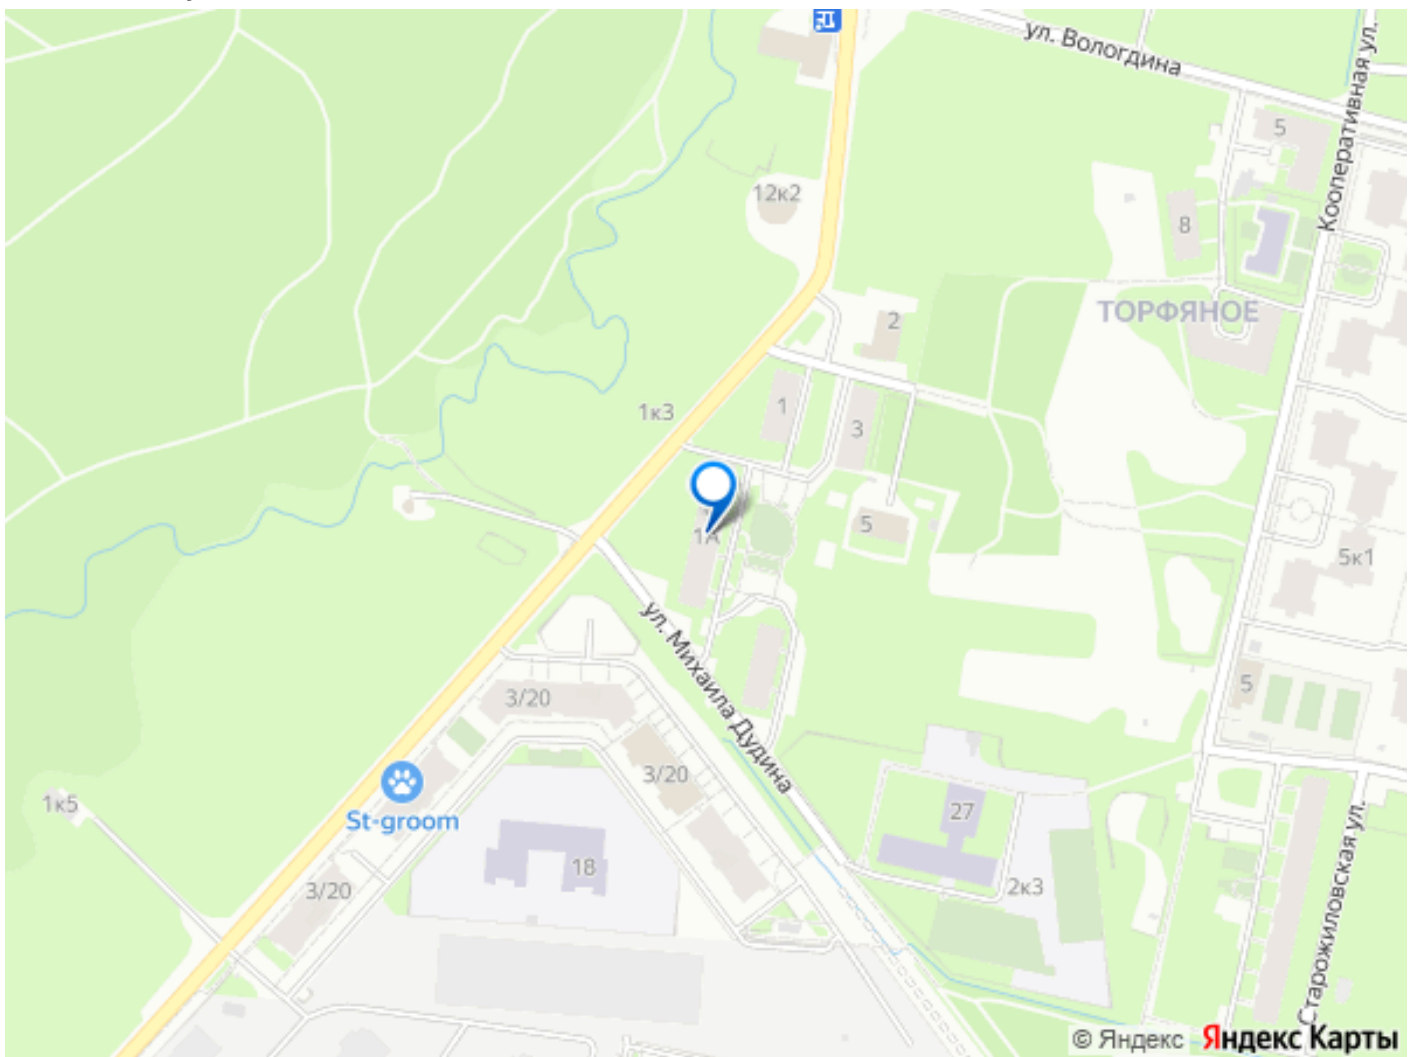 ул. Вологдина
Кооперативная ул.
5
12к2
8
2
ТОРФЯНОЕ
1к3
1
3
1А
5
5к1
ул. Михаила Дудина
3/20
5
3/20
1к5
St-groom
27
18
3/20
2к3
Старожиловская ул.
© Яндекс Яндекс Карты